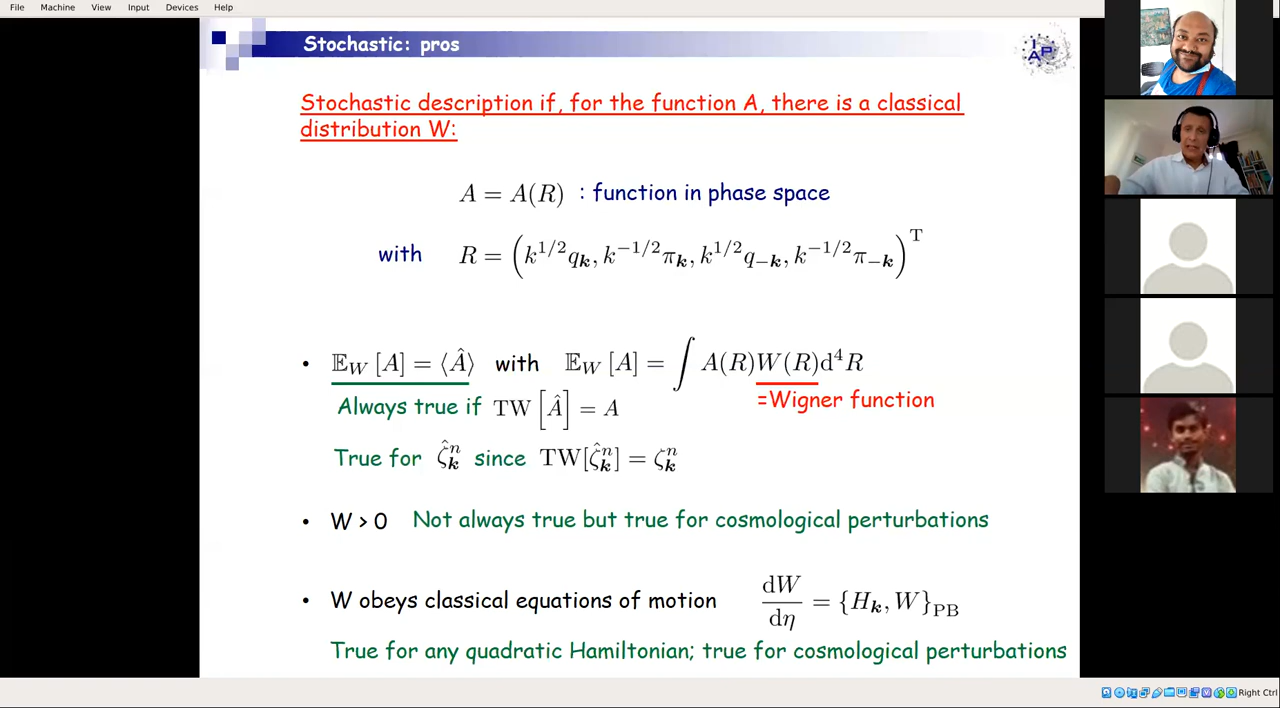 File Machine View Input Devices Help
Stochastic: pros
IAP
Stochastic description if, for the function A, there is a classical
distribution W:
A = A(R) : function in phase space
with R = (k^{1/2}q_k, k^{-1/2}π_k, k^{1/2}q_{-k}, k^{-1/2}π_{-k})^T
• 𝔼_W [A] = ⟨Â⟩ with 𝔼_W [A] = ∫ A(R)W(R)d⁴R
Always true if TW[Â] = A
=Wigner function
True for ζ̂_k^n since TW[ζ̂_k^n] = ζ_k^n
• W > 0 Not always true but true for cosmological perturbations
• W obeys classical equations of motion dW/dη = {H_k, W}_PB
True for any quadratic Hamiltonian; true for cosmological perturbations
Right Ctrl